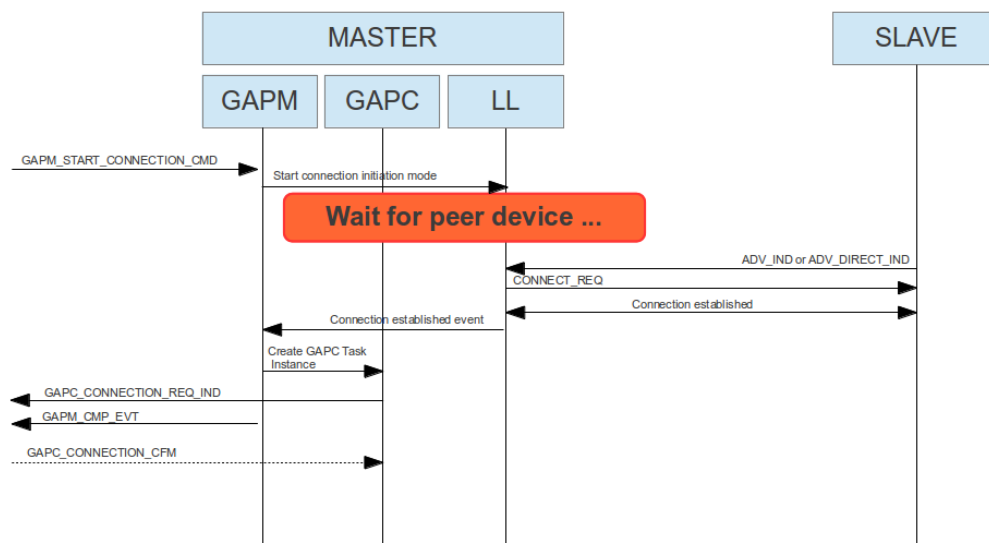 MASTER
SLAVE
GAPM
GAPC
LL
GAPM_START_CONNECTION_CMD
Start connection initiation mode
Wait for peer device ...
ADV_IND or ADV_DIRECT_IND
CONNECT_REQ
Connection established
Connection established event
Create GAPC Task
Instance
GAPC_CONNECTION_REQ_IND
GAPM_CMP_EVT
GAPC_CONNECTION_CFM